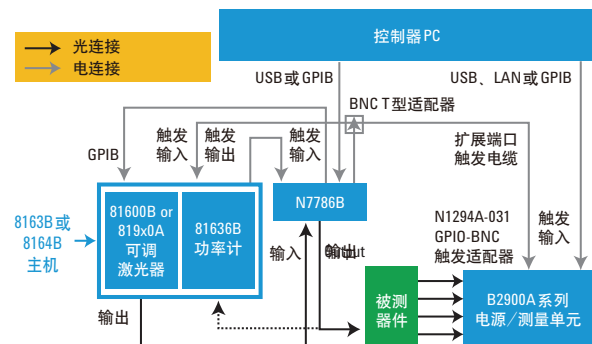 控制器 PC
光连接
电连接
USB或GPIB
USB、LAN或GPIB
BNC T型适配器
触发
输入
触发
输出
触发
输入
扩展端口
触发电缆
GPIB
8163B或
8164B
主机
81600B or
819x0A
可调
激光器
81636B
功率计
N7786B
N1294A-031
GPIO-BNC
触发适配器
触发
输入
输入
输出
Output
被测
器件
B2900A系列
电源/测量单元
输出